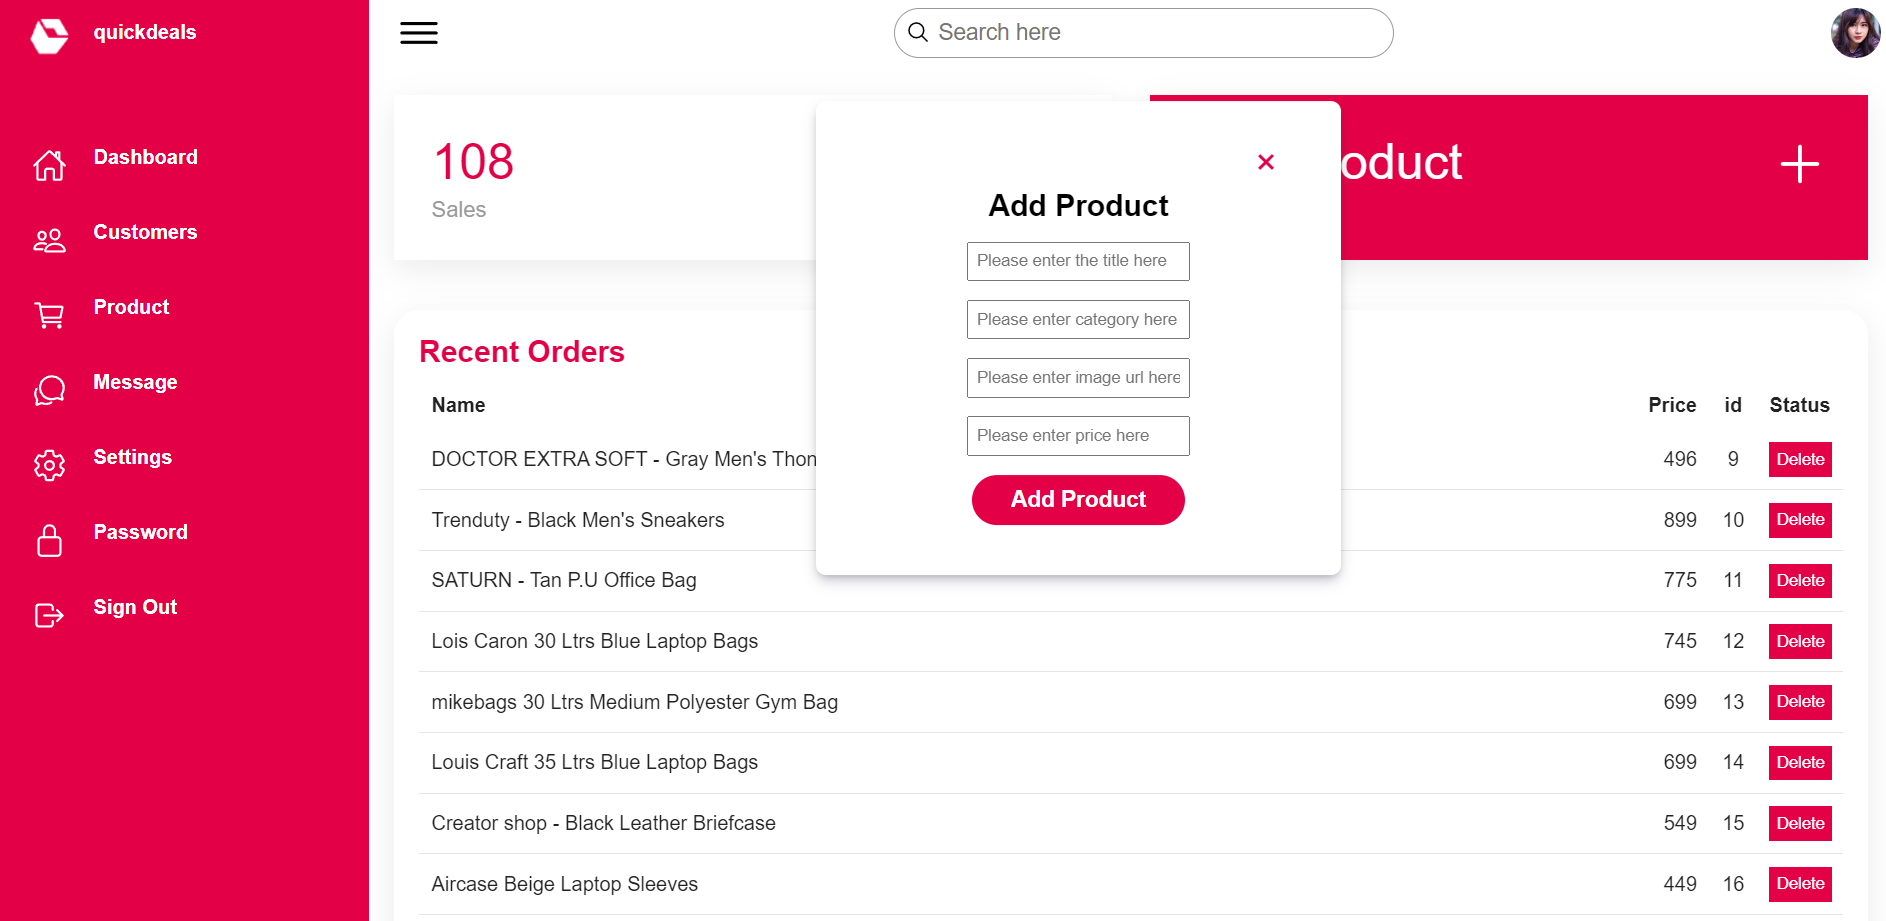 quickdeals
Search here
Dashboard
Customers
Product
Message
Settings
Password
Sign Out
108
Sales
oduct
Add Product
Please enter the title here
Please enter category here
Please enter image url here
Please enter price here
Add Product
Recent Orders
Name Price id Status
DOCTOR EXTRA SOFT - Gray Men's Thon 496 9 Delete
Trenduty - Black Men's Sneakers 899 10 Delete
SATURN - Tan P.U Office Bag 775 11 Delete
Lois Caron 30 Ltrs Blue Laptop Bags 745 12 Delete
mikebags 30 Ltrs Medium Polyester Gym Bag 699 13 Delete
Louis Craft 35 Ltrs Blue Laptop Bags 699 14 Delete
Creator shop - Black Leather Briefcase 549 15 Delete
Aircase Beige Laptop Sleeves 449 16 Delete